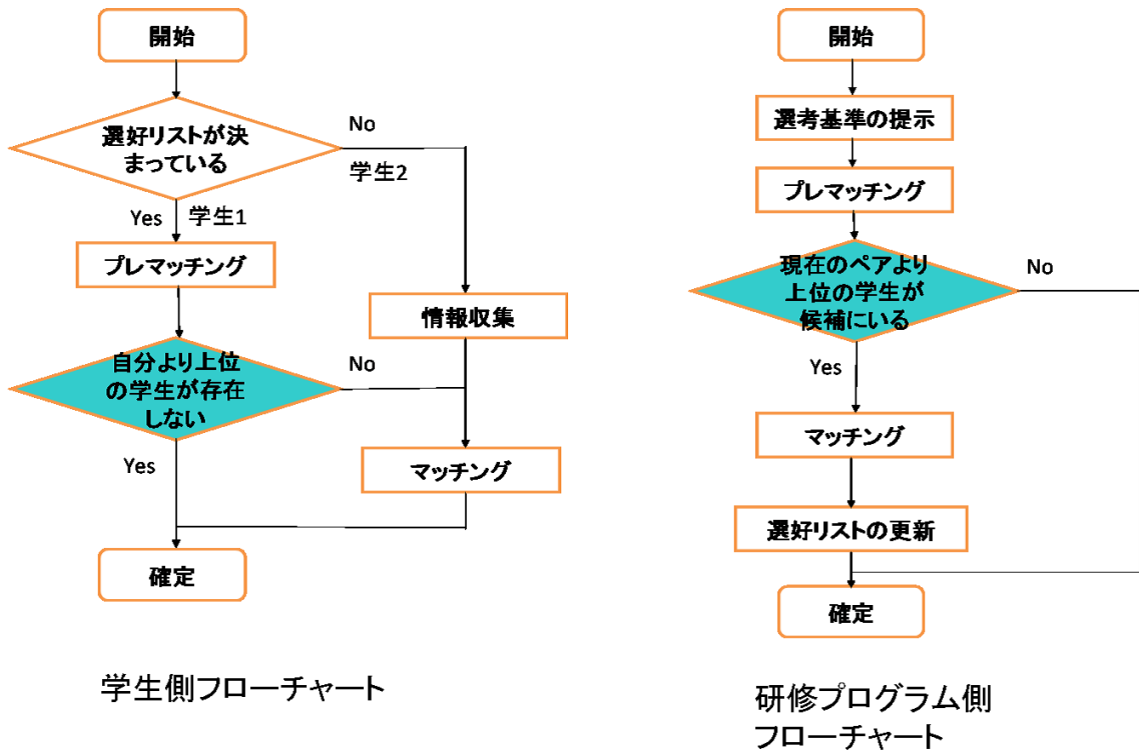 開始
選好リストが決
まっている
No
学生2
Yes
学生1
プレマッチング
情報収集
自分より上位
の学生が存在
しない
No
Yes
マッチング
確定
学生側フローチャート
開始
選考基準の提示
プレマッチング
現在のペアより
上位の学生が
候補にいる
No
Yes
マッチング
選好リストの更新
確定
研修プログラム側
フローチャート